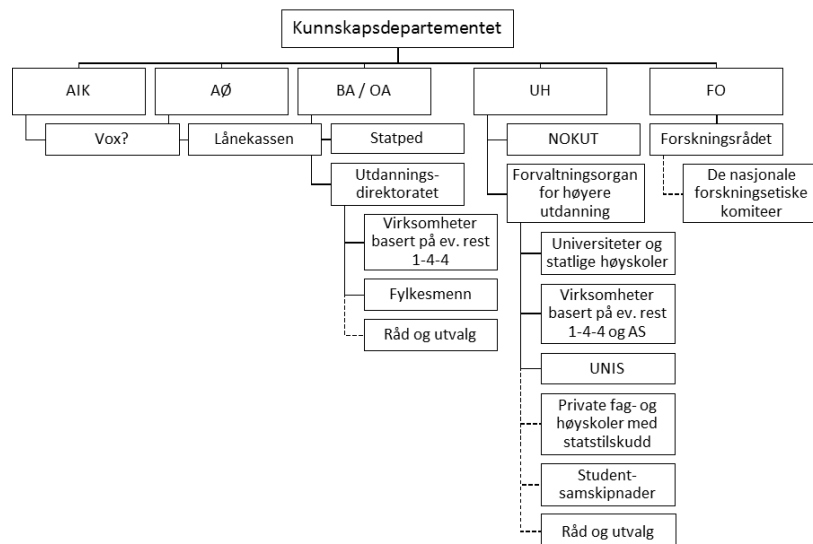 Kunnskapsdepartementet
AIK
AØ
BA / OA
UH
FO
Vox?
Lånekassen
Statped
NOKUT
Forskningsrådet
Utdannings-
direktoratet
Forvaltningsorgan
for høyere
utdanning
De nasjonale
forskningsetiske
komiteer
Virksomheter
basert på ev. rest
1-4-4
Fylkesmenn
Råd og utvalg
Universiteter og
statlige høyskoler
Virksomheter
basert på ev. rest
1-4-4 og AS
UNIS
Private fag- og
høyskoler med
statstilskudd
Student-
samskipnader
Råd og utvalg